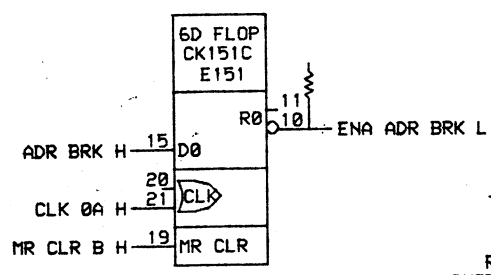 6D FLOP
CK151C
E151
R0
11
10
ENA ADR BRK L
ADR BRK H
15
D0
20
21
CLK
CLK 0A H
MR CLR B H
19
MR CLR